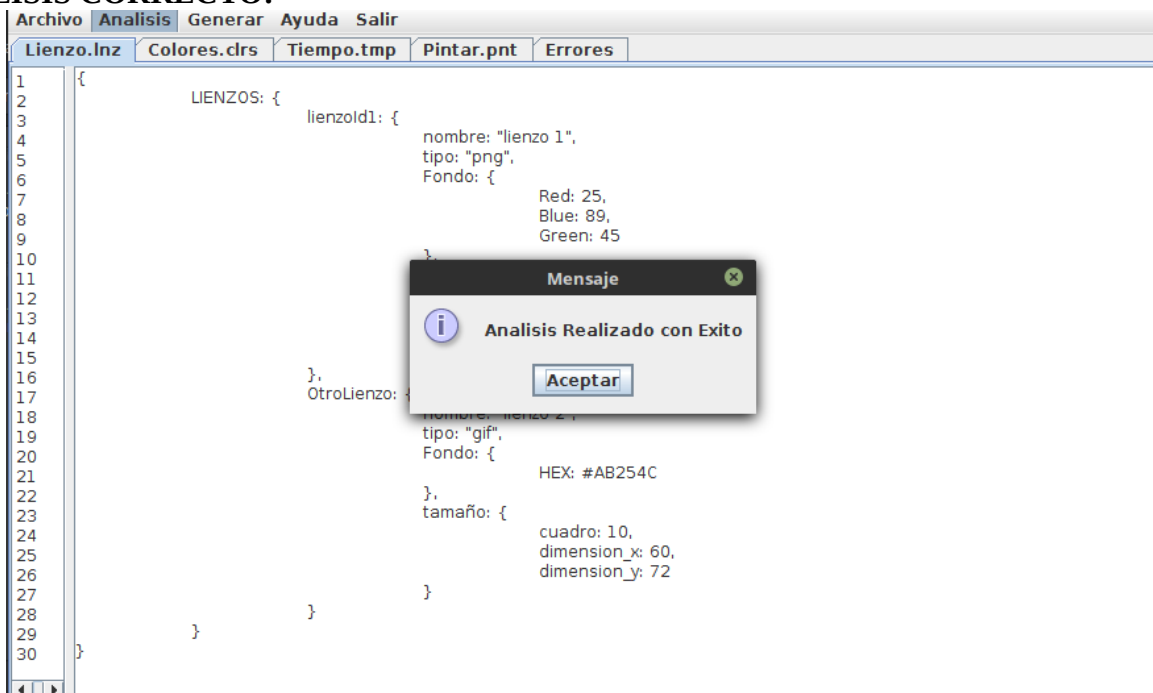 LISIS CORRECTO:
Archivo Analisis Generar Ayuda Salir
Lienzo.lnz Colores.clrs Tiempo.tmp Pintar.pnt Errores
1 {
2 LIENZOS: {
3 lienzoId1: {
4 nombre: "lienzo 1",
5 tipo: "png",
6 Fondo: {
7 Red: 25,
8 Blue: 89,
9 Green: 45
10 },
11
12
13
14
15
16 },
17 OtroLienzo: {
18 nombre: "lienzo 2",
19 tipo: "gif",
20 Fondo: {
21 HEX: #AB254C
22 },
23 tamaño: {
24 cuadro: 10,
25 dimension_x: 60,
26 dimension_y: 72
27 }
28 }
29 }
30 }
Mensaje
Analisis Realizado con Exito
Aceptar